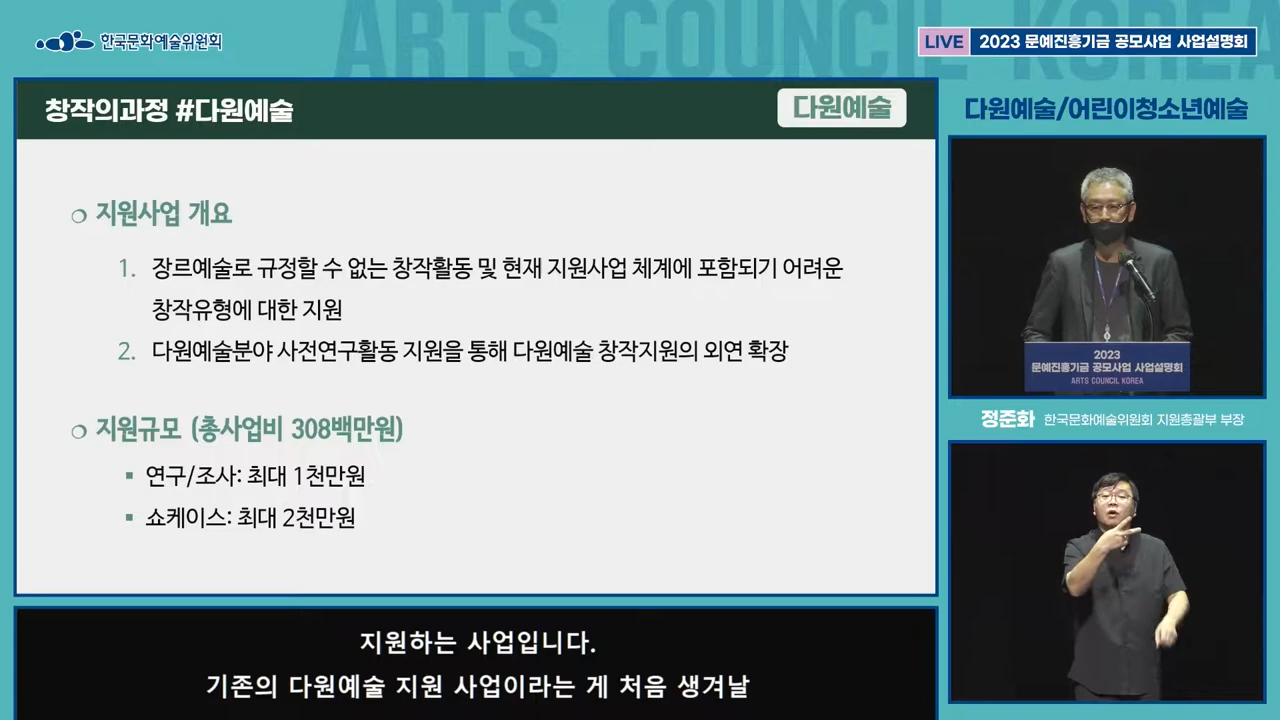 ARTS COUNCIL KOREA
한국문화예술위원회
LIVE 2023 문예진흥기금 공모사업 사업설명회
창작의과정 #다원예술
다원예술
지원사업 개요
1. 장르예술로 규정할 수 없는 창작활동 및 현재 지원사업 체계에 포함되기 어려운
창작유형에 대한 지원
2. 다원예술분야 사전연구활동 지원을 통해 다원예술 창작지원의 외연 확장
지원규모 (총사업비 308백만원)
연구/조사: 최대 1천만원
쇼케이스: 최대 2천만원
다원예술/어린이청소년예술
2023
문예진흥기금 공모사업 사업설명회
ARTS COUNCIL KOREA
정준화 한국문화예술위원회 지원총괄부 부장
지원하는 사업입니다.
기존의 다원예술 지원 사업이라는 게 처음 생겨날